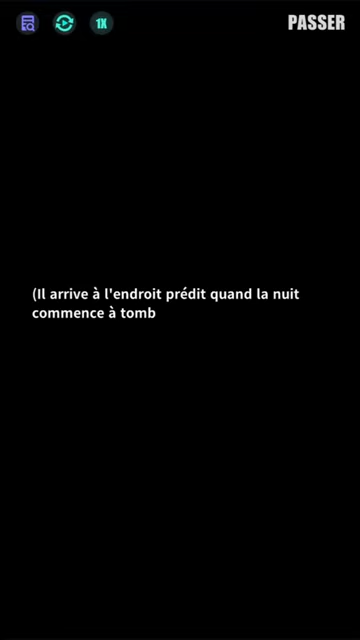 1X
PASSER
(Il arrive à l'endroit prédit quand la nuit
commence à tomb